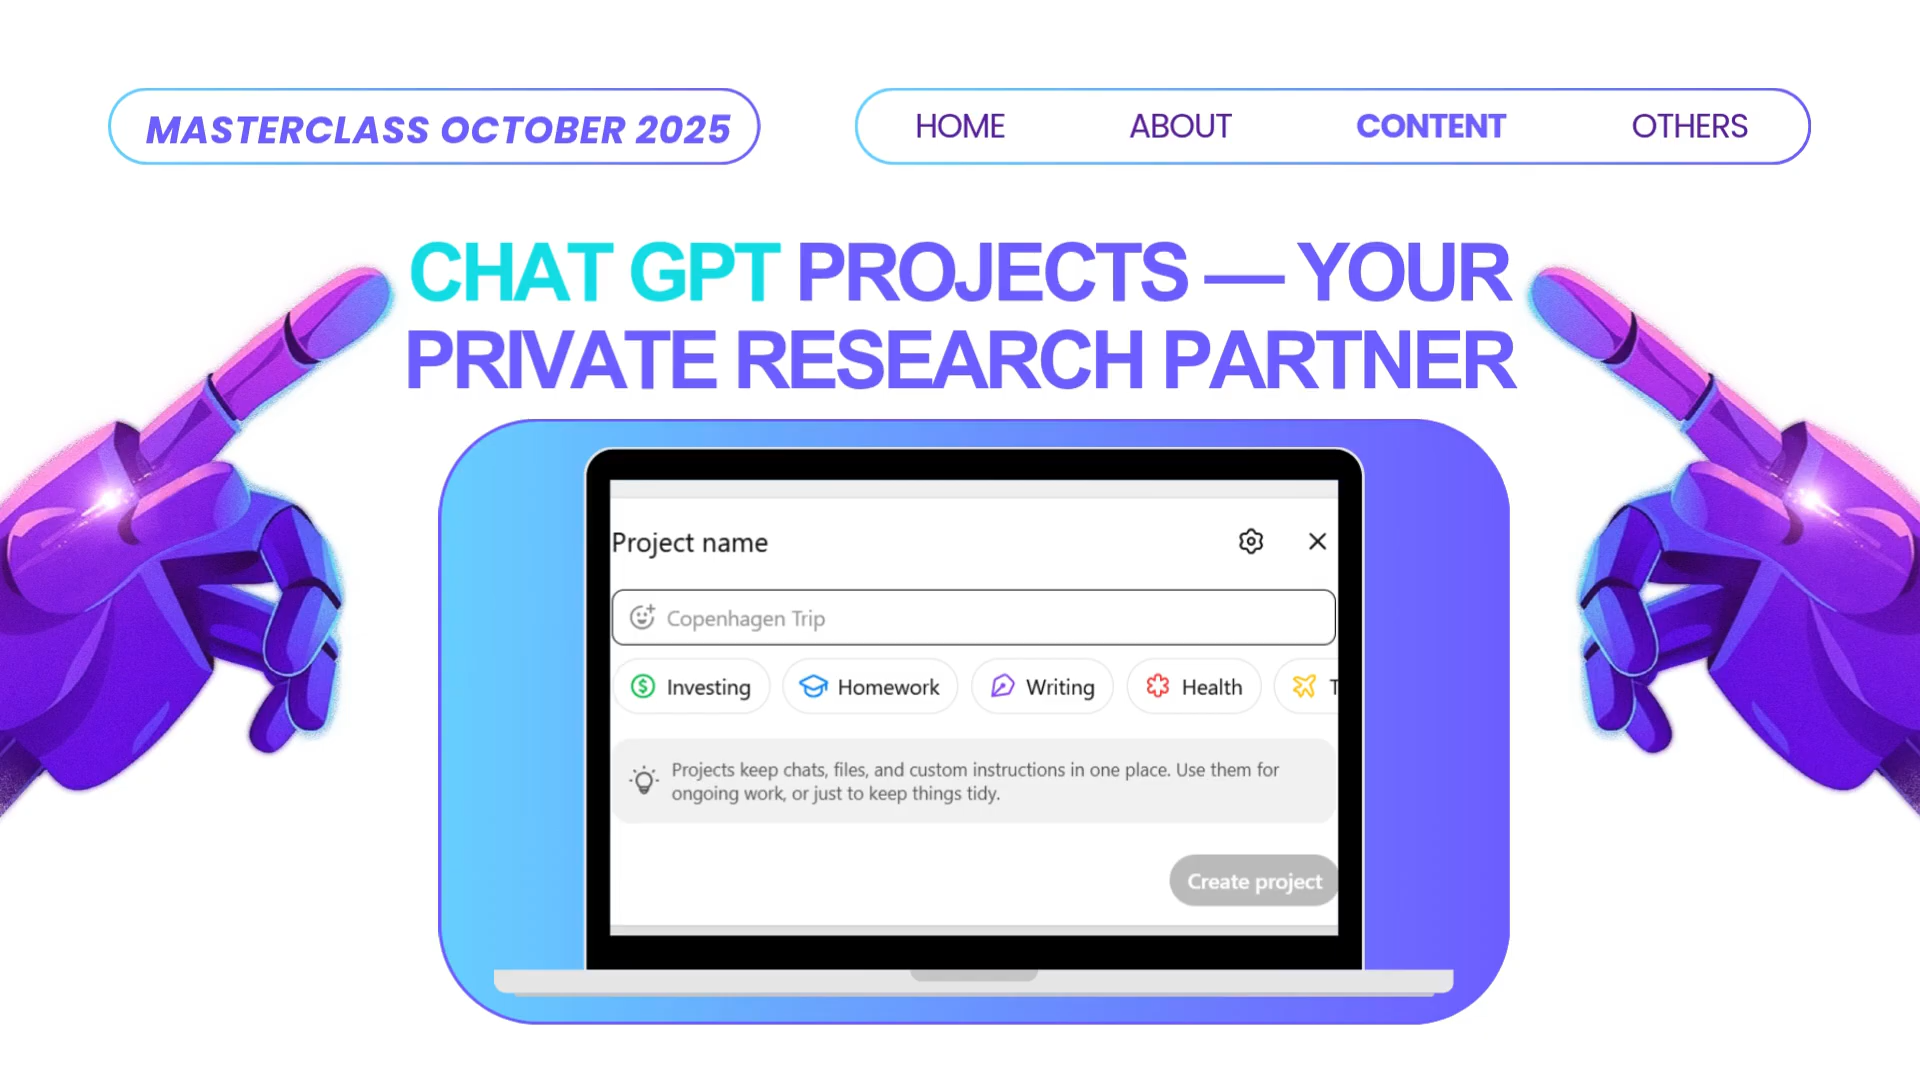 MASTERCLASS OCTOBER 2025
HOME ABOUT CONTENT OTHERS
CHAT GPT PROJECTS — YOUR
PRIVATE RESEARCH PARTNER
Project name
Copenhagen Trip
Investing Homework Writing Health T
Projects keep chats, files, and custom instructions in one place. Use them for
ongoing work, or just to keep things tidy.
Create project